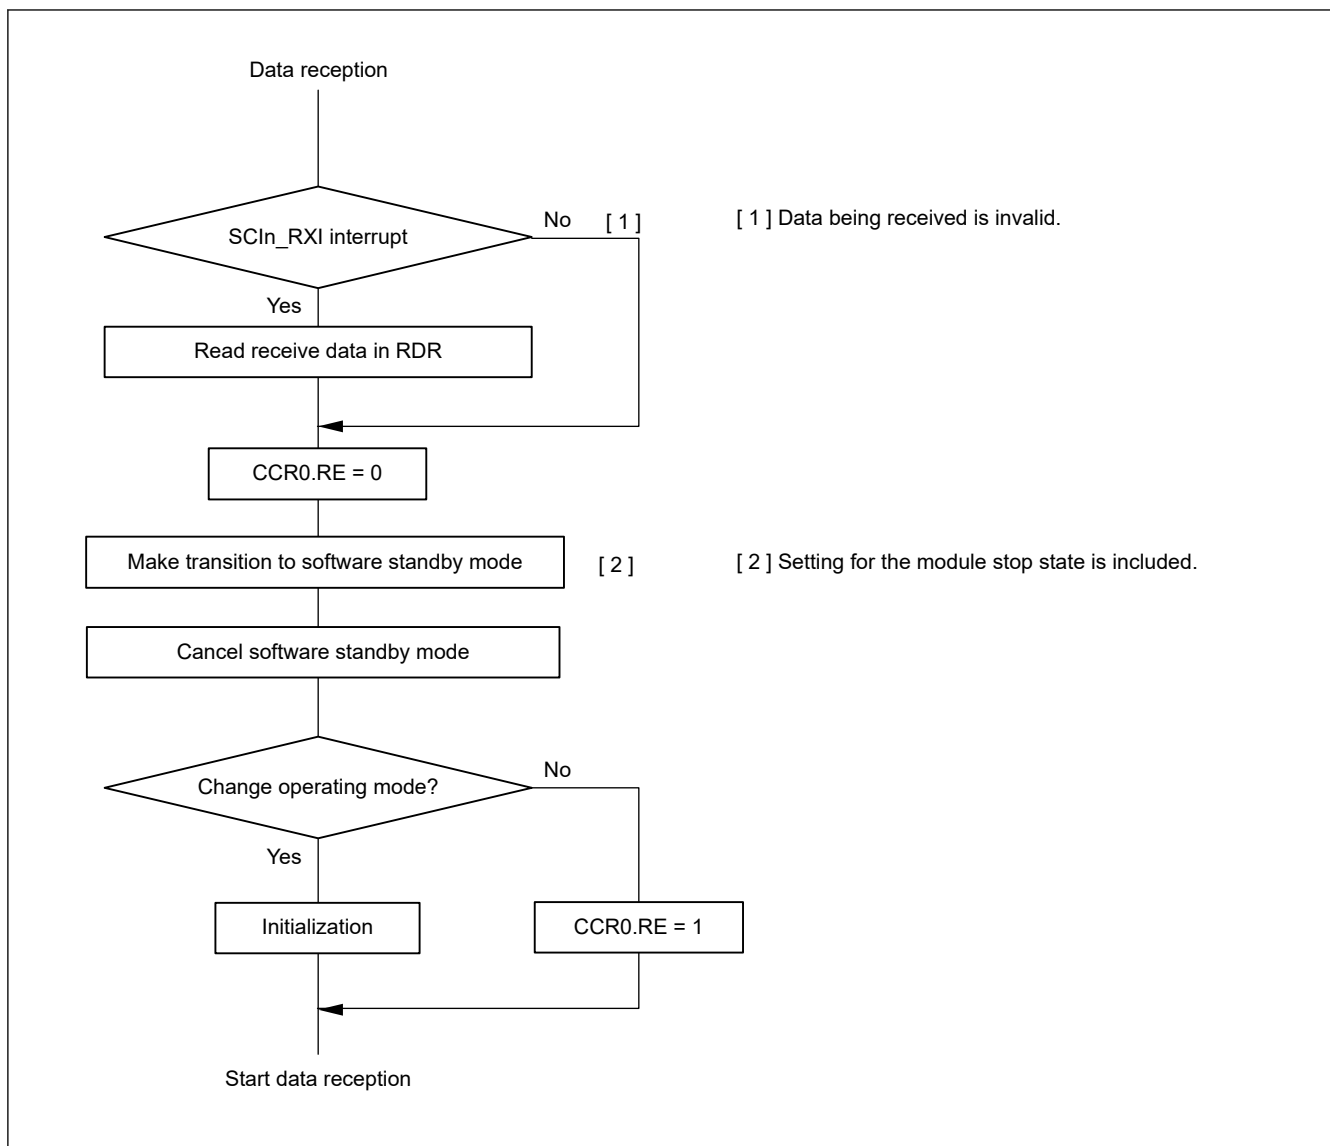 Data reception
SCIn_RXI interrupt
No
[ 1 ]
[ 1 ] Data being received is invalid.
Yes
Read receive data in RDR
CCR0.RE = 0
Make transition to software standby mode
[ 2 ]
[ 2 ] Setting for the module stop state is included.
Cancel software standby mode
Change operating mode?
No
Yes
Initialization
CCR0.RE = 1
Start data reception